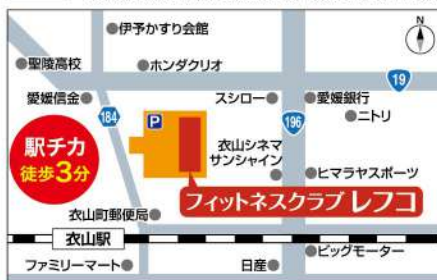 伊予かすり会館
N
聖陵高校
ホンダクリオ
19
愛媛信金
スシロー
愛媛銀行
184
P
196
ニトリ
駅チカ
徒歩3分
衣山シネマ
サンシャイン
ヒマラヤスポーツ
フィットネスクラブ レフコ
衣山町郵便局
衣山駅
ビッグモーター
ファミリーマート
日産